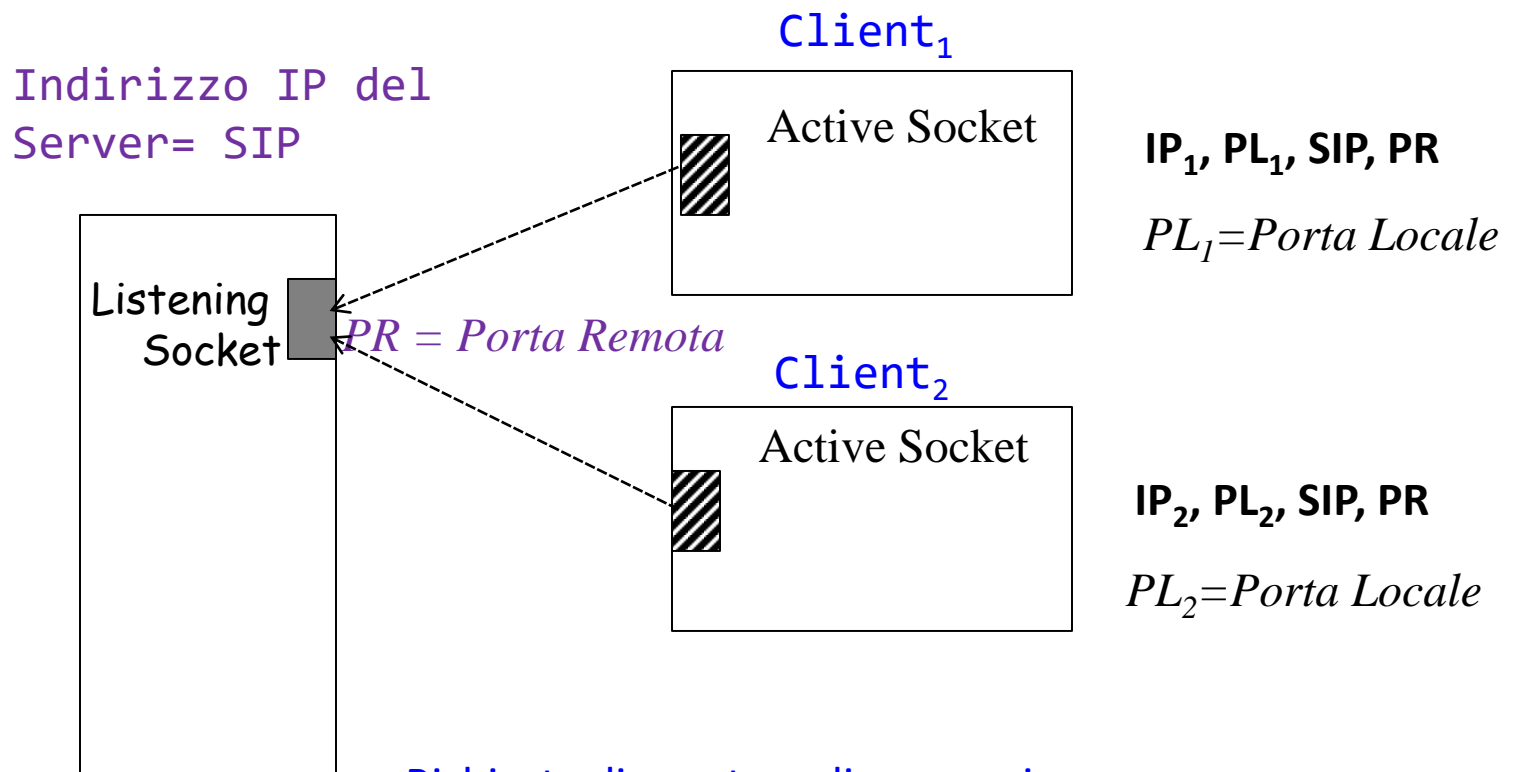 Client₁
Indirizzo IP del
Server= SIP
Active Socket
IP₁, PL₁, SIP, PR
PL₁=Porta Locale
Listening
Socket
PR = Porta Remota
Client₂
Active Socket
IP₂, PL₂, SIP, PR
PL₂=Porta Locale